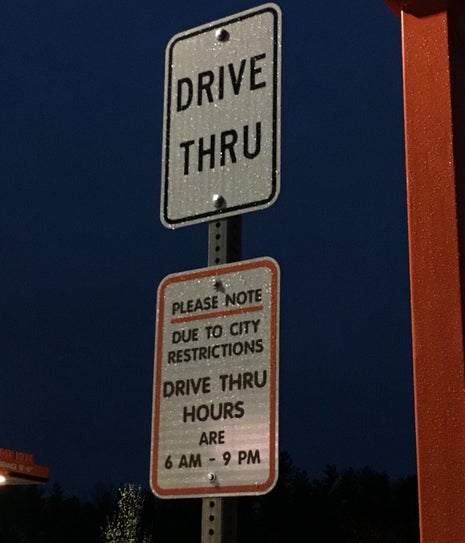 DRIVE
THRU
PLEASE NOTE
DUE TO CITY
RESTRICTIONS
DRIVE THRU
HOURS
ARE
6 AM - 9 PM